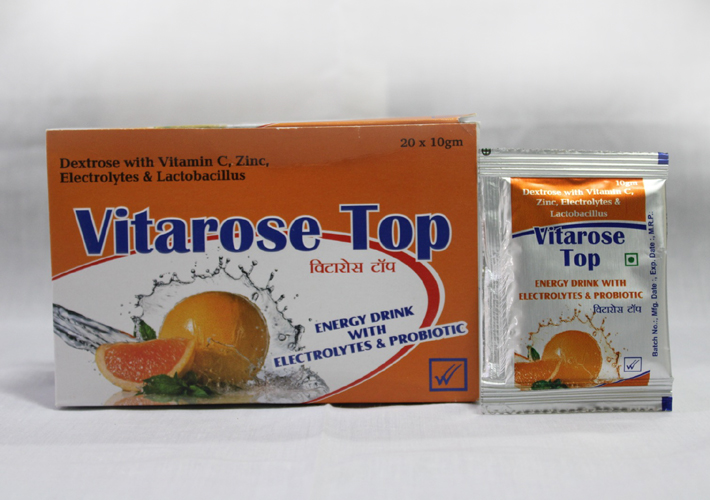 20 x 10gm
Dextrose with Vitamin C, Zinc,
Electrolytes & Lactobacillus
Vitarose Top
विटारोस टॉप
ENERGY DRINK
WITH
ELECTROLYTES & PROBIOTIC
10gm
Dextrose with Vitamin C,
Zinc, Electrolytes &
Lactobacillus
Vitarose
Top
ENERGY DRINK WITH
ELECTROLYTES & PROBIOTIC
विटारोस टॉप
Batch No.:, Mfg. Date :, Exp. Date :, M.R.P.: